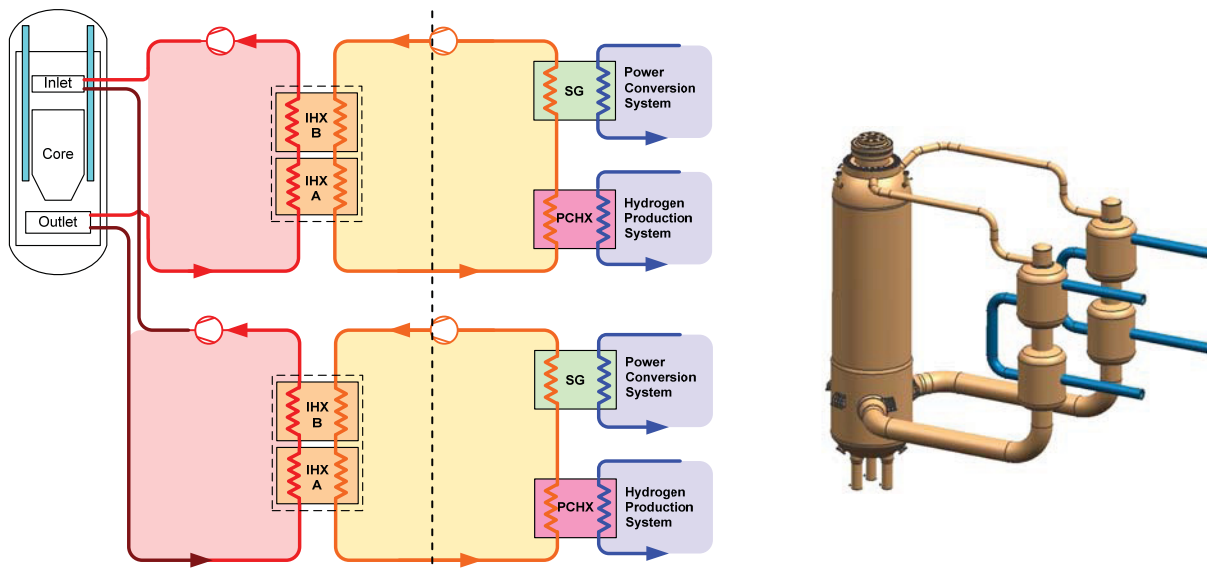 Inlet
Core
Outlet
IHX
B
IHX
A
SG
Power
Conversion
System
PCHX
Hydrogen
Production
System
IHX
B
IHX
A
SG
Power
Conversion
System
PCHX
Hydrogen
Production
System